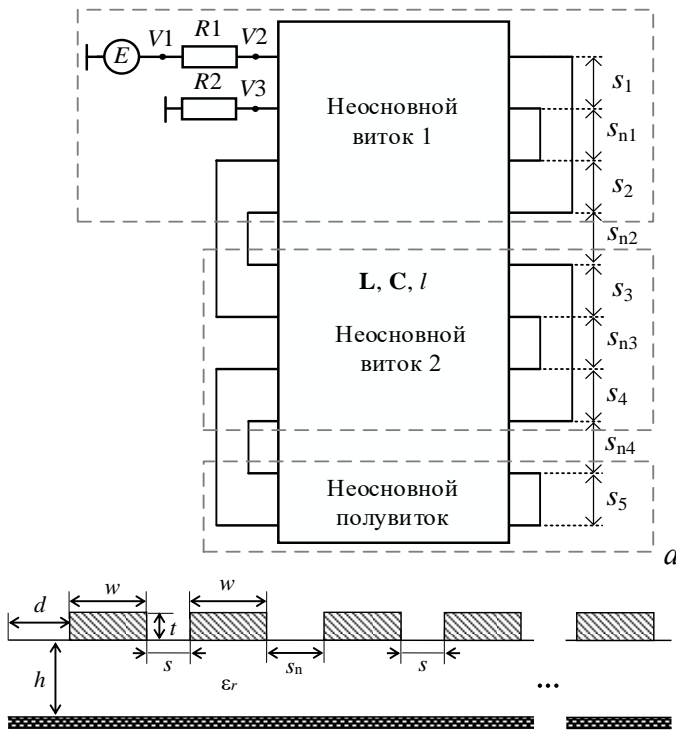 V1 R1 V2
E
R2 V3
Неосновной
виток 1
s1
sn1
s2
sn2
L, C, l
s3
Неосновной
виток 2
sn3
s4
sn4
Неосновной
полувиток
s5
а
d w w
t
s sn s
h
εr
...